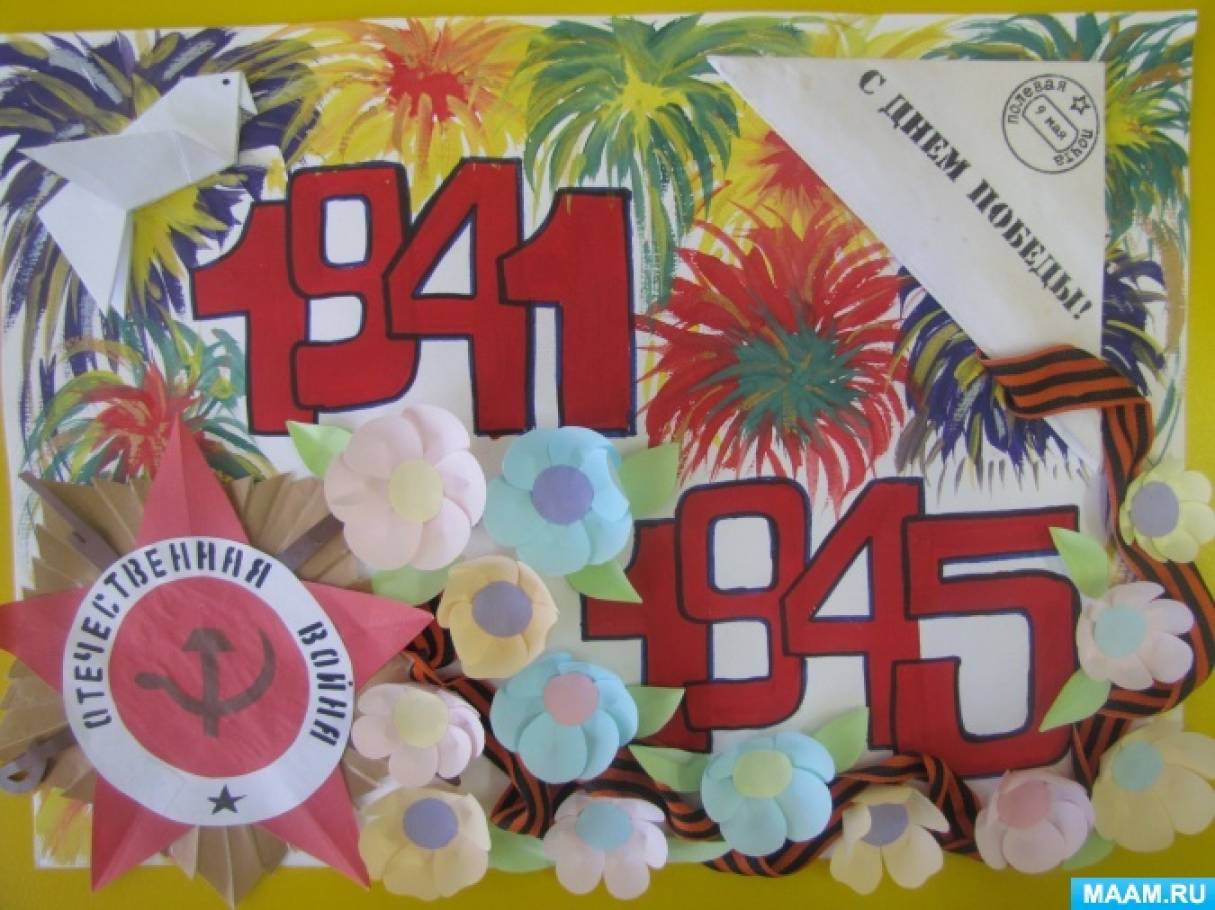 1941
С ДНЕМ ПОБЕДЫ!
полевая почта
9 мая
1945
ОТЕЧЕСТВЕННАЯ ВОЙНА
MAAM.RU